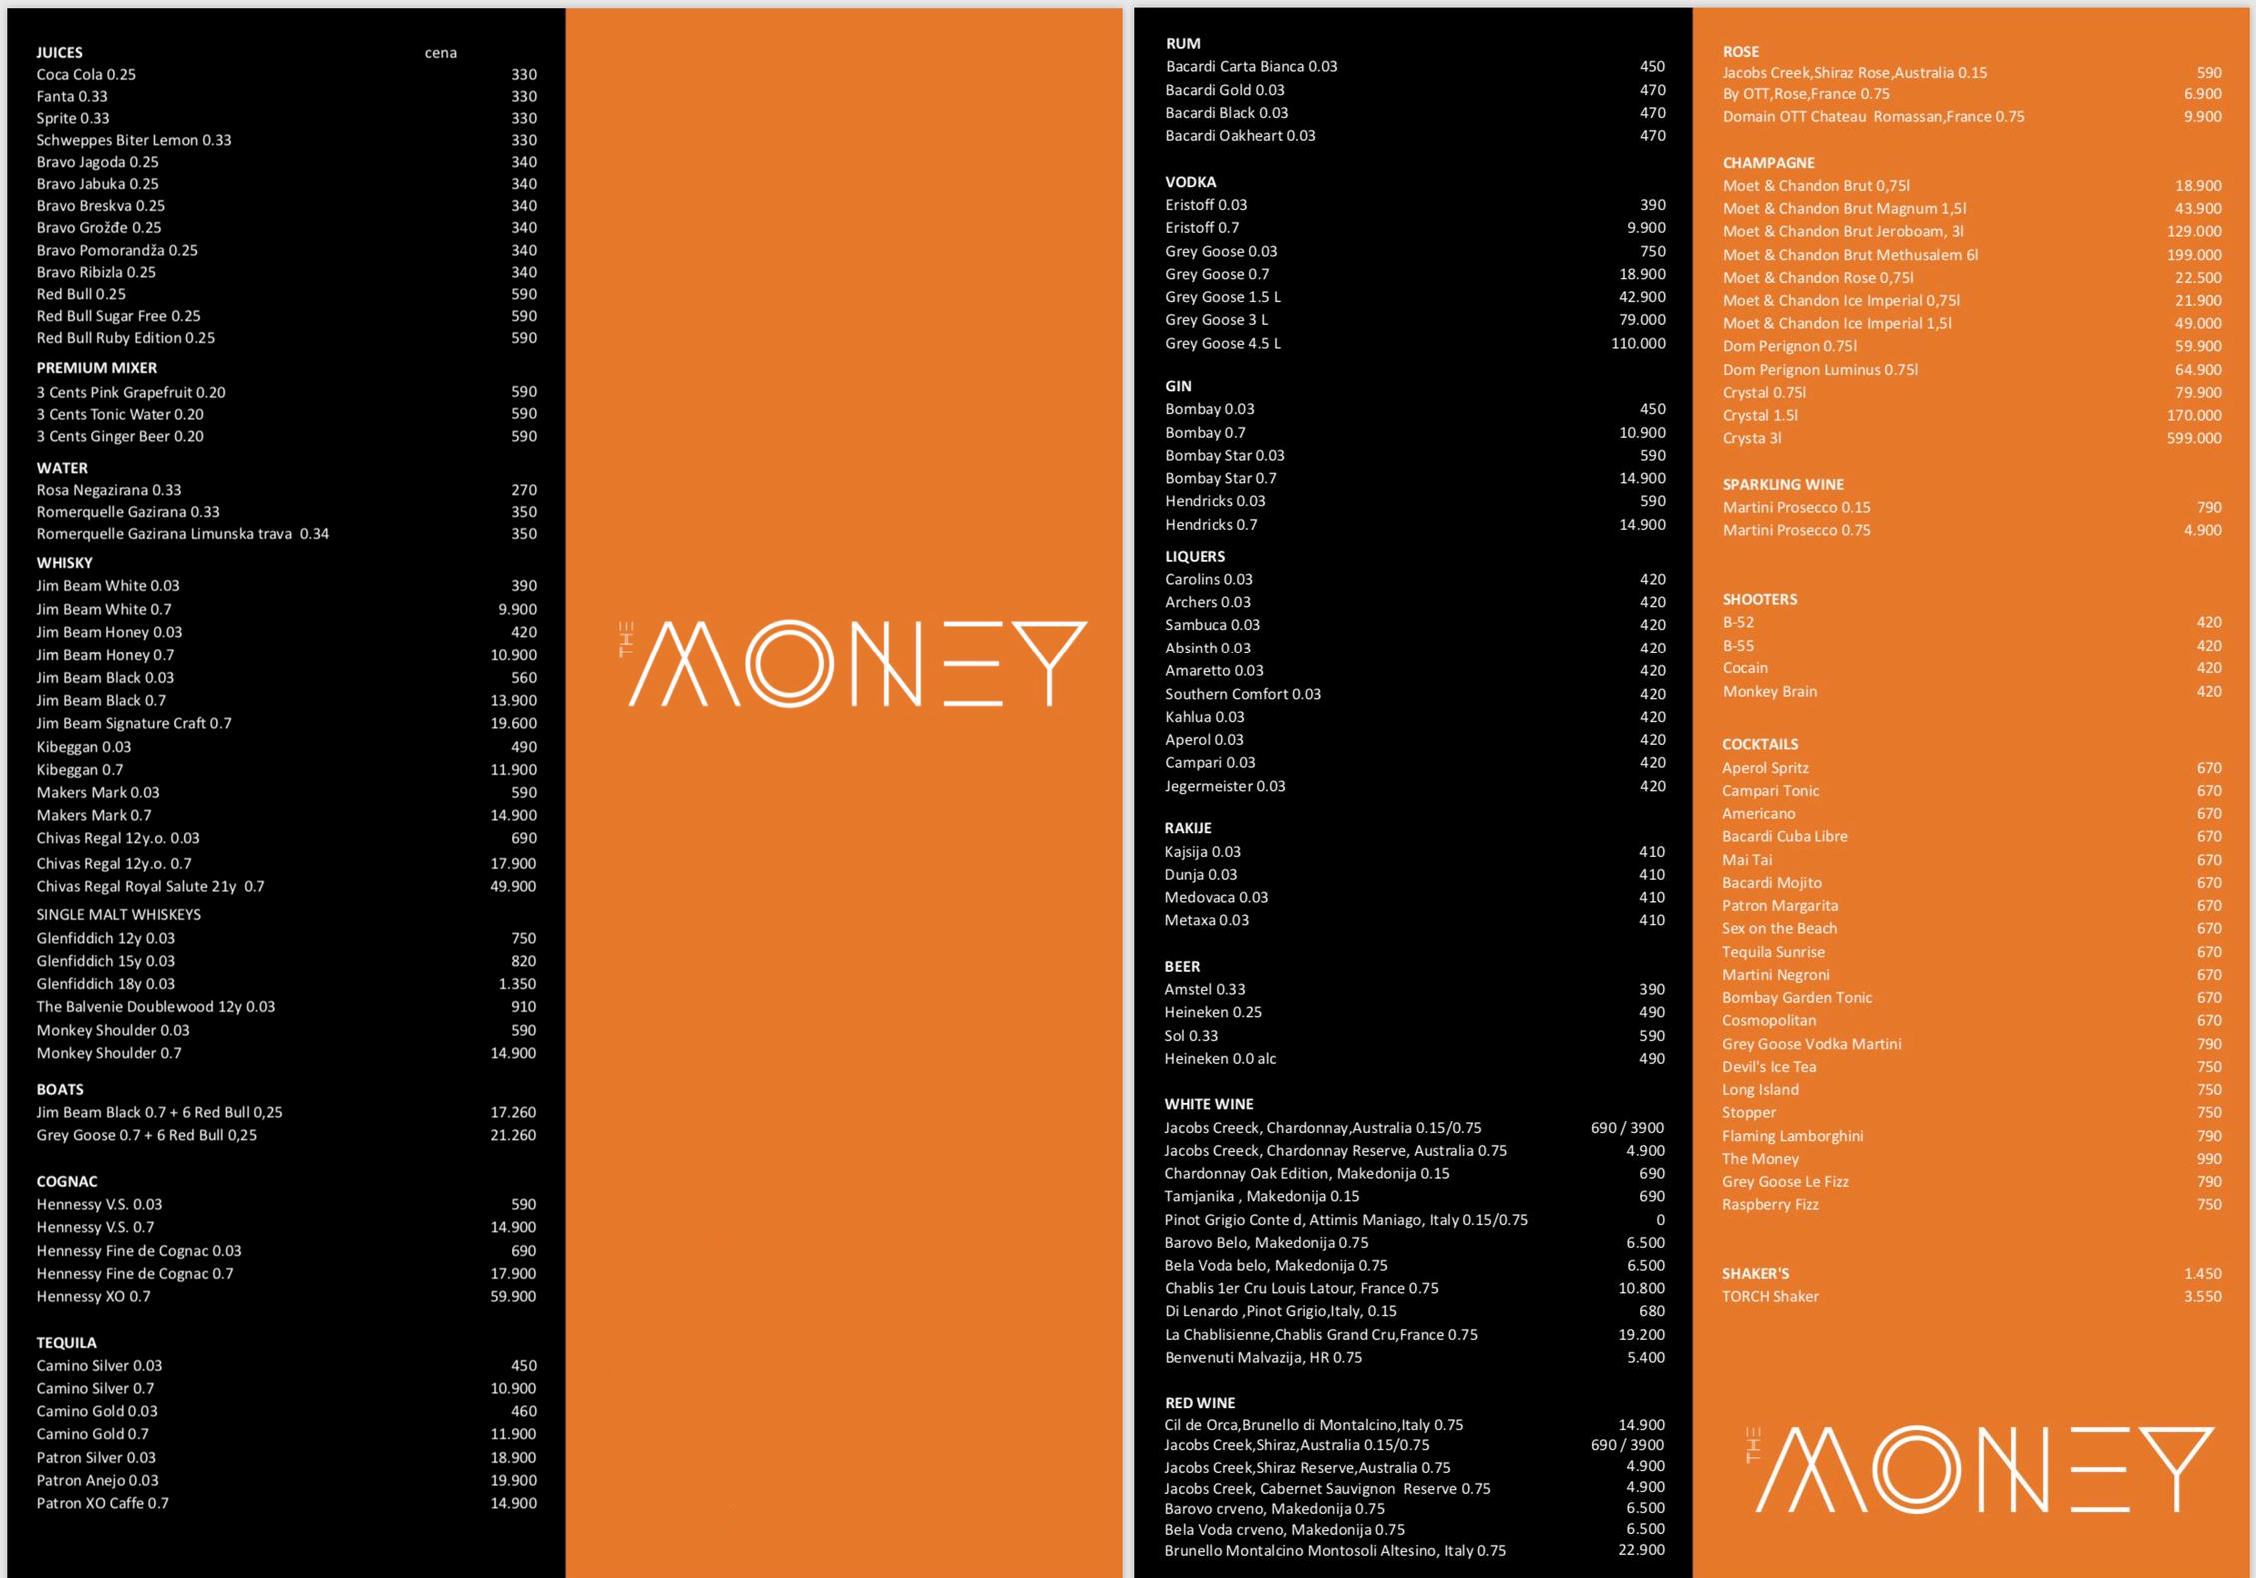 JUICES cena
Coca Cola 0.25 330
Fanta 0.33 330
Sprite 0.33 330
Schweppes Biter Lemon 0.33 330
Bravo Jagoda 0.25 340
Bravo Jabuka 0.25 340
Bravo Breskva 0.25 340
Bravo Grožđe 0.25 340
Bravo Pomorandža 0.25 340
Bravo Ribizla 0.25 340
Red Bull 0.25 590
Red Bull Sugar Free 0.25 590
Red Bull Ruby Edition 0.25 590
PREMIUM MIXER
3 Cents Pink Grapefruit 0.20 590
3 Cents Tonic Water 0.20 590
3 Cents Ginger Beer 0.20 590
WATER
Rosa Negazirana 0.33 270
Romerquelle Gazirana 0.33 350
Romerquelle Gazirana Limunska trava 0.34 350
WHISKY
Jim Beam White 0.03 390
Jim Beam White 0.7 9.900
Jim Beam Honey 0.03 420
Jim Beam Honey 0.7 10.900
Jim Beam Black 0.03 560
Jim Beam Black 0.7 13.900
Jim Beam Signature Craft 0.7 19.600
Kibeggan 0.03 490
Kibeggan 0.7 11.900
Makers Mark 0.03 590
Makers Mark 0.7 14.900
Chivas Regal 12y.o. 0.03 690
Chivas Regal 12y.o. 0.7 17.900
Chivas Regal Royal Salute 21y 0.7 49.900
SINGLE MALT WHISKEYS
Glenfiddich 12y 0.03 750
Glenfiddich 15y 0.03 820
Glenfiddich 18y 0.03 1.350
The Balvenie Doublewood 12y 0.03 910
Monkey Shoulder 0.03 590
Monkey Shoulder 0.7 14.900
BOATS
Jim Beam Black 0.7 + 6 Red Bull 0,25 17.260
Grey Goose 0.7 + 6 Red Bull 0,25 21.260
COGNAC
Hennessy V.S. 0.03 590
Hennessy V.S. 0.7 14.900
Hennessy Fine de Cognac 0.03 690
Hennessy Fine de Cognac 0.7 17.900
Hennessy XO 0.7 59.900
TEQUILA
Camino Silver 0.03 450
Camino Silver 0.7 10.900
Camino Gold 0.03 460
Camino Gold 0.7 11.900
Patron Silver 0.03 18.900
Patron Anejo 0.03 19.900
Patron XO Caffe 0.7 14.900
THE MONEY
RUM
Bacardi Carta Bianca 0.03 450
Bacardi Gold 0.03 470
Bacardi Black 0.03 470
Bacardi Oakheart 0.03 470
VODKA
Eristoff 0.03 390
Eristoff 0.7 9.900
Grey Goose 0.03 750
Grey Goose 0.7 18.900
Grey Goose 1.5 L 42.900
Grey Goose 3 L 79.000
Grey Goose 4.5 L 110.000
GIN
Bombay 0.03 450
Bombay 0.7 10.900
Bombay Star 0.03 590
Bombay Star 0.7 14.900
Hendricks 0.03 590
Hendricks 0.7 14.900
LIQUERS
Carolins 0.03 420
Archers 0.03 420
Sambuca 0.03 420
Absinth 0.03 420
Amaretto 0.03 420
Southern Comfort 0.03 420
Kahlua 0.03 420
Aperol 0.03 420
Campari 0.03 420
Jegermeister 0.03 420
RAKIJE
Kajsija 0.03 410
Dunja 0.03 410
Medovaca 0.03 410
Metaxa 0.03 410
BEER
Amstel 0.33 390
Heineken 0.25 490
Sol 0.33 590
Heineken 0.0 alc 490
WHITE WINE
Jacobs Creeck, Chardonnay,Australia 0.15/0.75 690 / 3900
Jacobs Creeck, Chardonnay Reserve, Australia 0.75 4.900
Chardonnay Oak Edition, Makedonija 0.15 690
Tamjanika , Makedonija 0.15 690
Pinot Grigio Conte d, Attimis Maniago, Italy 0.15/0.75 0
Barovo Belo, Makedonija 0.75 6.500
Bela Voda belo, Makedonija 0.75 6.500
Chablis 1er Cru Louis Latour, France 0.75 10.800
Di Lenardo ,Pinot Grigio,Italy, 0.15 680
La Chablisienne,Chablis Grand Cru,France 0.75 19.200
Benvenuti Malvazija, HR 0.75 5.400
RED WINE
Cil de Orca,Brunello di Montalcino,Italy 0.75 14.900
Jacobs Creek,Shiraz,Australia 0.15/0.75 690 / 3900
Jacobs Creek,Shiraz Reserve,Australia 0.75 4.900
Jacobs Creek, Cabernet Sauvignon Reserve 0.75 4.900
Barovo crveno, Makedonija 0.75 6.500
Bela Voda crveno, Makedonija 0.75 6.500
Brunello Montalcino Montosoli Altesino, Italy 0.75 22.900
ROSE
Jacobs Creek,Shiraz Rose,Australia 0.15 590
By OTT,Rose,France 0.75 6.900
Domain OTT Chateau Romassan,France 0.75 9.900
CHAMPAGNE
Moet & Chandon Brut 0,75l 18.900
Moet & Chandon Brut Magnum 1,5l 43.900
Moet & Chandon Brut Jeroboam, 3l 129.000
Moet & Chandon Brut Methusalem 6l 199.000
Moet & Chandon Rose 0,75l 22.500
Moet & Chandon Ice Imperial 0,75l 21.900
Moet & Chandon Ice Imperial 1,5l 49.000
Dom Perignon 0.75l 59.900
Dom Perignon Luminus 0.75l 64.900
Crystal 0.75l 79.900
Crystal 1.5l 170.000
Crysta 3l 599.000
SPARKLING WINE
Martini Prosecco 0.15 790
Martini Prosecco 0.75 4.900
SHOOTERS
B-52 420
B-55 420
Cocain 420
Monkey Brain 420
COCKTAILS
Aperol Spritz 670
Campari Tonic 670
Americano 670
Bacardi Cuba Libre 670
Mai Tai 670
Bacardi Mojito 670
Patron Margarita 670
Sex on the Beach 670
Tequila Sunrise 670
Martini Negroni 670
Bombay Garden Tonic 670
Cosmopolitan 670
Grey Goose Vodka Martini 790
Devil's Ice Tea 750
Long Island 750
Stopper 750
Flaming Lamborghini 790
The Money 990
Grey Goose Le Fizz 790
Raspberry Fizz 750
SHAKER'S 1.450
TORCH Shaker 3.550
THE MONEY